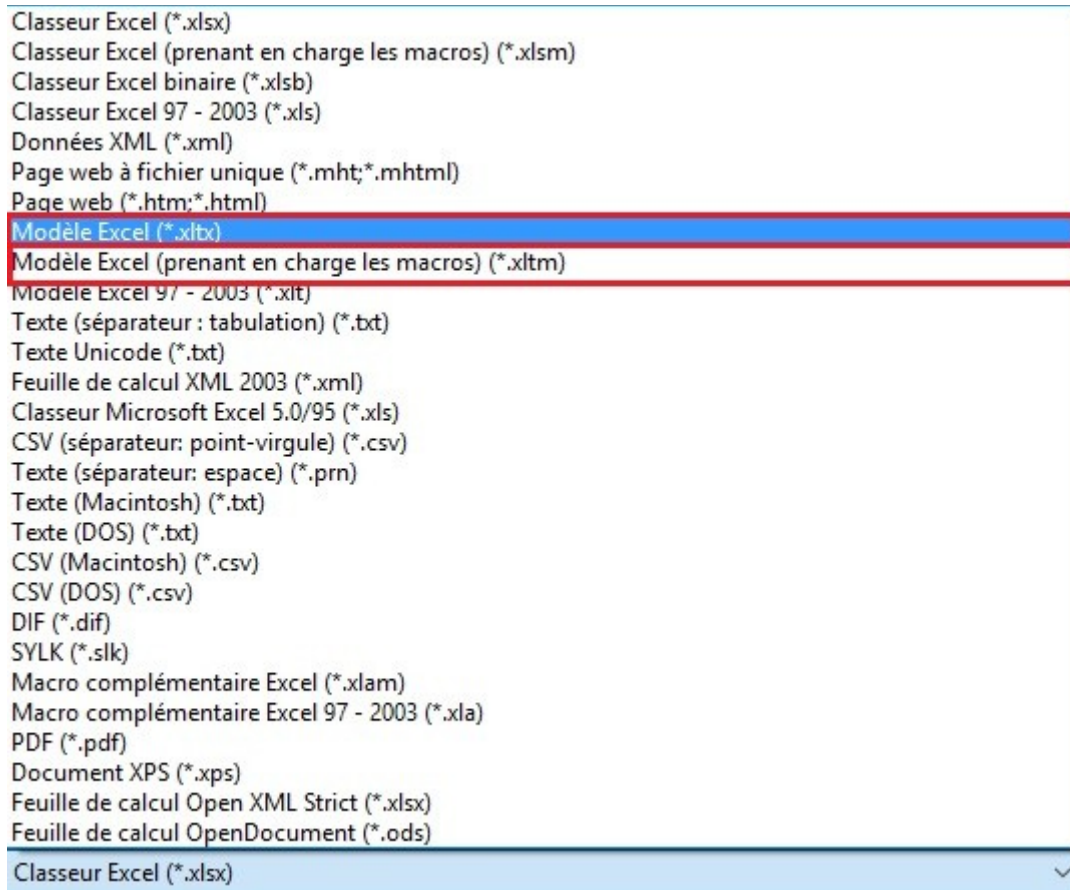 Classeur Excel (*.xlsx)
Classeur Excel (prenant en charge les macros) (*.xlsm)
Classeur Excel binaire (*.xlsb)
Classeur Excel 97 - 2003 (*.xls)
Données XML (*.xml)
Page web à fichier unique (*.mht;*.mhtml)
Page web (*.htm;*.html)
Modèle Excel (*.xltx)
Modèle Excel (prenant en charge les macros) (*.xltm)
Modèle Excel 97 - 2003 (*.xlt)
Texte (séparateur : tabulation) (*.txt)
Texte Unicode (*.txt)
Feuille de calcul XML 2003 (*.xml)
Classeur Microsoft Excel 5.0/95 (*.xls)
CSV (séparateur: point-virgule) (*.csv)
Texte (séparateur: espace) (*.prn)
Texte (Macintosh) (*.txt)
Texte (DOS) (*.txt)
CSV (Macintosh) (*.csv)
CSV (DOS) (*.csv)
DIF (*.dif)
SYLK (*.slk)
Macro complémentaire Excel (*.xlam)
Macro complémentaire Excel 97 - 2003 (*.xla)
PDF (*.pdf)
Document XPS (*.xps)
Feuille de calcul Open XML Strict (*.xlsx)
Feuille de calcul OpenDocument (*.ods)
Classeur Excel (*.xlsx)